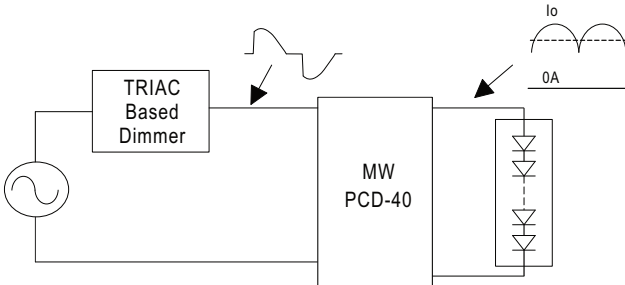 Io
0A
TRIAC
Based
Dimmer
MW
PCD-40